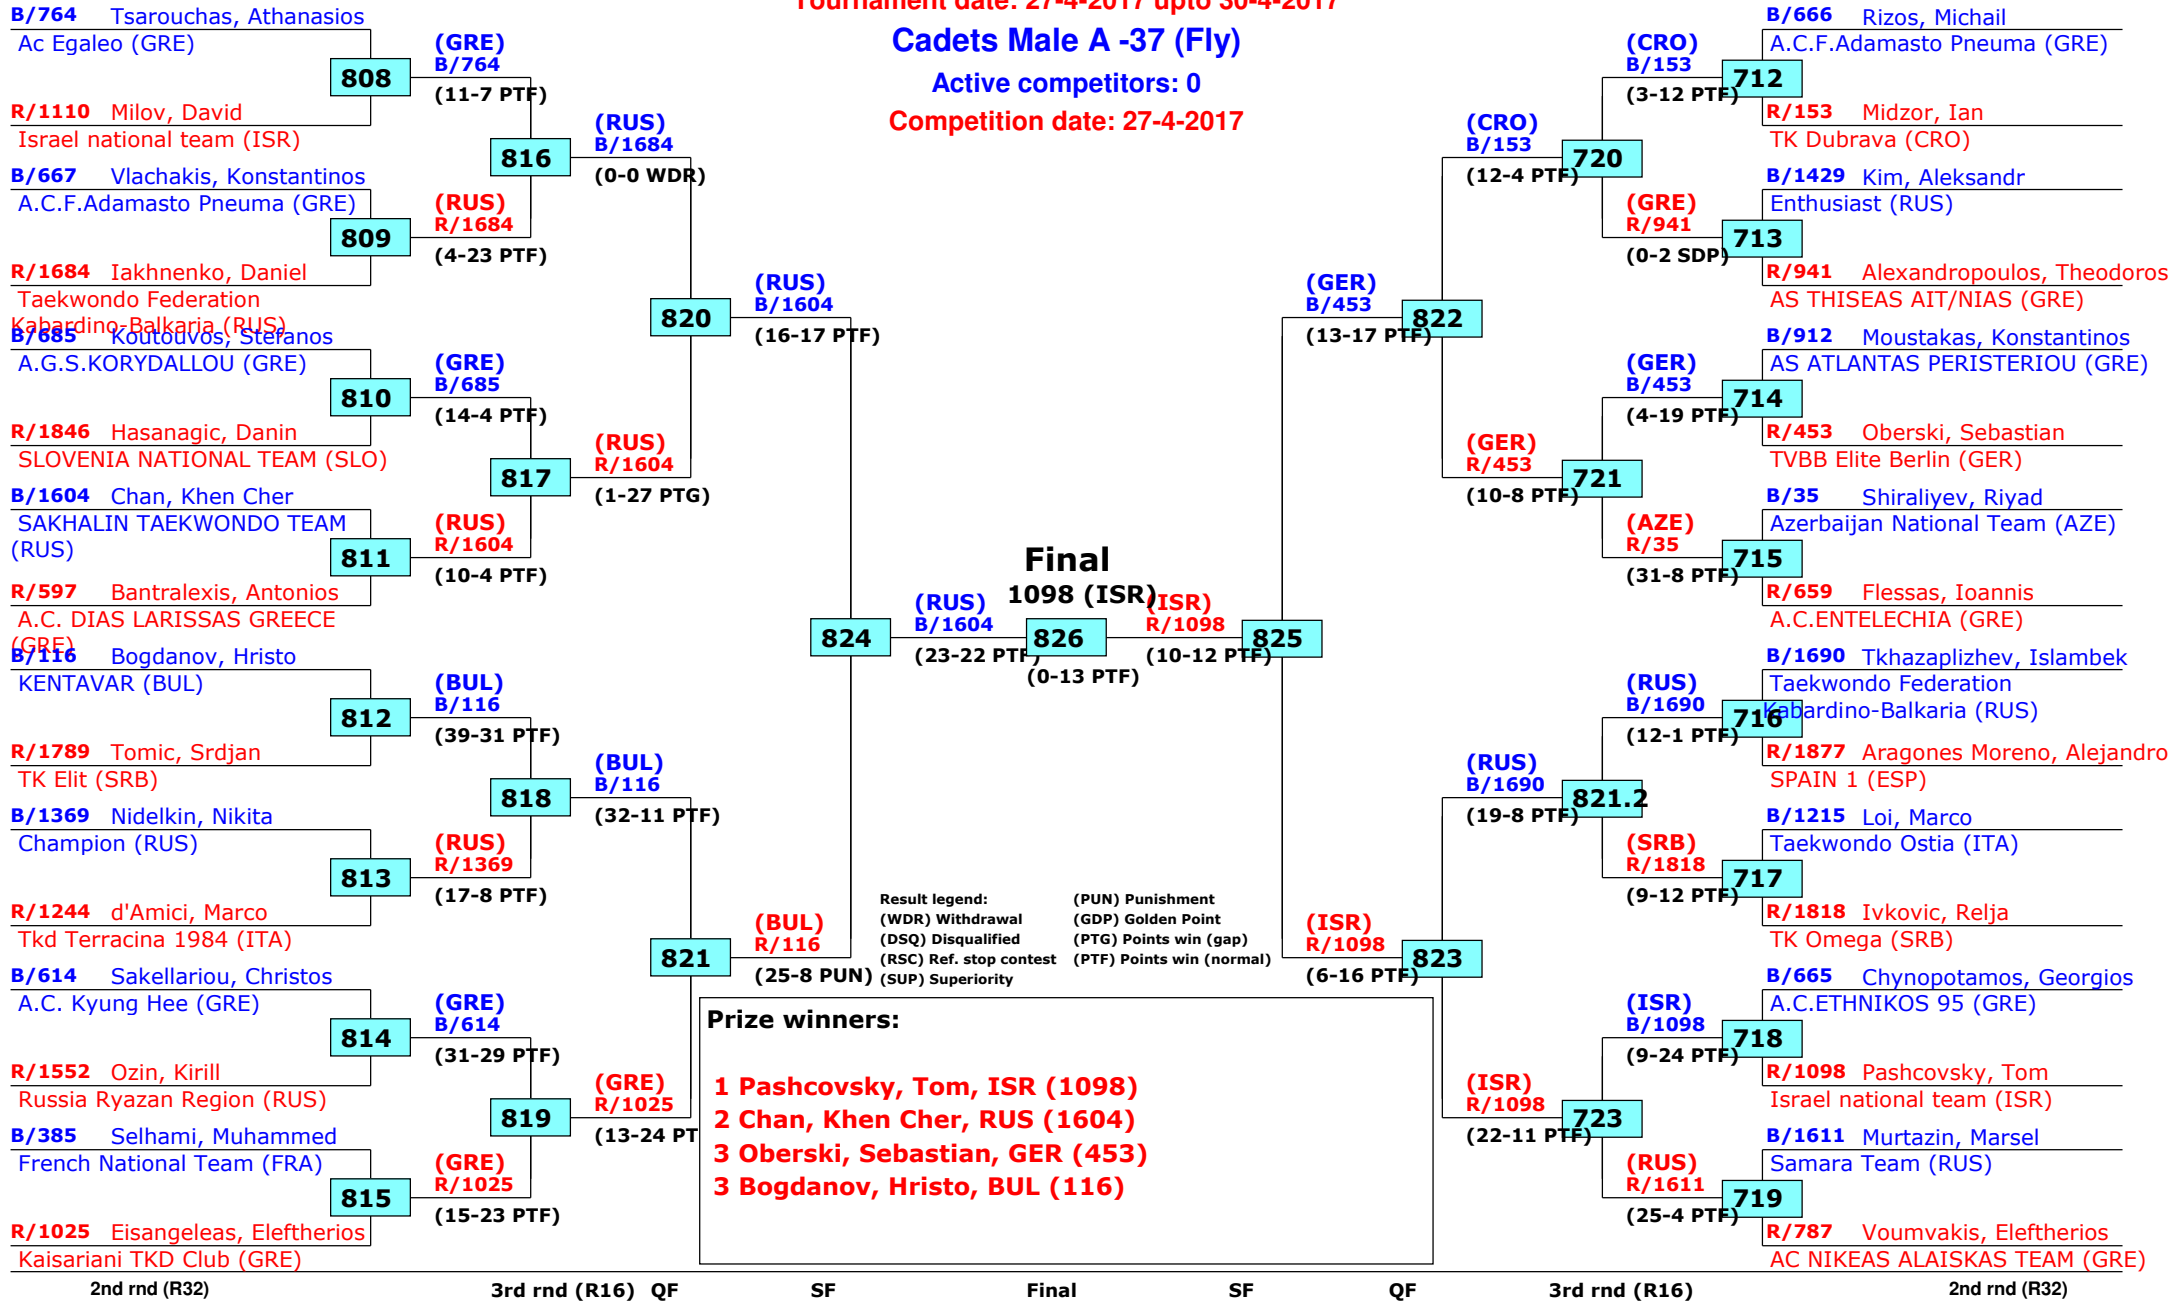 Tournament date: 27-4-2017 upto 30-4-2017
Cadets Male A -37 (Fly)
Active competitors: 0
Competition date: 27-4-2017
B/764 Tsarouchas, Athanasios
Ac Egaleo (GRE)
808
R/1110 Milov, David
Israel national team (ISR)
B/667 Vlachakis, Konstantinos
A.C.F.Adamasto Pneuma (GRE)
809
R/1684 Iakhnenko, Daniel
Taekwondo Federation
Kabardino-Balkaria (RUS)
B/685 Koutouvos, Stefanos
A.G.S.KORYDALLOU (GRE)
810
R/1846 Hasanagic, Danin
SLOVENIA NATIONAL TEAM (SLO)
B/1604 Chan, Khen Cher
SAKHALIN TAEKWONDO TEAM
(RUS)
811
R/597 Bantralexis, Antonios
A.C. DIAS LARISSAS GREECE
(GRE)
B/116 Bogdanov, Hristo
KENTAVAR (BUL)
812
R/1789 Tomic, Srdjan
TK Elit (SRB)
B/1369 Nidelkin, Nikita
Champion (RUS)
813
R/1244 d'Amici, Marco
Tkd Terracina 1984 (ITA)
B/614 Sakellariou, Christos
A.C. Kyung Hee (GRE)
814
R/1552 Ozin, Kirill
Russia Ryazan Region (RUS)
B/385 Selhami, Muhammed
French National Team (FRA)
815
R/1025 Eisangeleas, Eleftherios
Kaisariani TKD Club (GRE)
(GRE)
B/764
(11-7 PTF)
816
(RUS)
R/1684
(4-23 PTF)
(GRE)
B/685
(14-4 PTF)
817
(RUS)
R/1604
(10-4 PTF)
(BUL)
B/116
(39-31 PTF)
818
(RUS)
R/1369
(17-8 PTF)
(GRE)
B/614
(31-29 PTF)
819
(GRE)
R/1025
(15-23 PTF)
(RUS)
B/1684
(0-0 WDR)
820
(RUS)
R/1604
(1-27 PTG)
(BUL)
B/116
(32-11 PTF)
821
(GRE)
R/1025
(13-24 PT
(RUS)
B/1604
(16-17 PTF)
824
(BUL)
R/116
(25-8 PUN)
(RUS)
B/1604
(23-22 PTF)
Final
1098 (ISR)
826
(0-13 PTF)
(ISR)
R/1098
(10-12 PTF)
825
(GER)
B/453
(13-17 PTF)
822
(ISR)
R/1098
(6-16 PTF)
823
(CRO)
B/153
(12-4 PTF)
720
(GER)
R/453
(10-8 PTF)
721
(RUS)
B/1690
(19-8 PTF)
821.2
(ISR)
R/1098
(22-11 PTF)
723
(CRO)
B/153
(3-12 PTF)
712
(GRE)
R/941
(0-2 SDP)
713
(GER)
B/453
(4-19 PTF)
714
(AZE)
R/35
(31-8 PTF)
715
(RUS)
B/1690
(12-1 PTF)
716
(SRB)
R/1818
(9-12 PTF)
717
(ISR)
B/1098
(9-24 PTF)
718
(RUS)
R/1611
(25-4 PTF)
719
B/666 Rizos, Michail
A.C.F.Adamasto Pneuma (GRE)
R/153 Midzor, Ian
TK Dubrava (CRO)
B/1429 Kim, Aleksandr
Enthusiast (RUS)
R/941 Alexandropoulos, Theodoros
AS THISEAS AIT/NIAS (GRE)
B/912 Moustakas, Konstantinos
AS ATLANTAS PERISTERIOU (GRE)
R/453 Oberski, Sebastian
TVBB Elite Berlin (GER)
B/35 Shiraliyev, Riyad
Azerbaijan National Team (AZE)
R/659 Flessas, Ioannis
A.C.ENTELECHIA (GRE)
B/1690 Tkhazaplizhev, Islambek
Taekwondo Federation
Kabardino-Balkaria (RUS)
R/1877 Aragones Moreno, Alejandro
SPAIN 1 (ESP)
B/1215 Loi, Marco
Taekwondo Ostia (ITA)
R/1818 Ivkovic, Relja
TK Omega (SRB)
B/665 Chynopotamos, Georgios
A.C.ETHNIKOS 95 (GRE)
R/1098 Pashcovsky, Tom
Israel national team (ISR)
B/1611 Murtazin, Marsel
Samara Team (RUS)
R/787 Voumvakis, Eleftherios
AC NIKEAS ALAISKAS TEAM (GRE)
Result legend: (PUN) Punishment
(WDR) Withdrawal (GDP) Golden Point
(DSQ) Disqualified (PTG) Points win (gap)
(RSC) Ref. stop contest (PTF) Points win (normal)
(SUP) Superiority
Prize winners:
1 Pashcovsky, Tom, ISR (1098)
2 Chan, Khen Cher, RUS (1604)
3 Oberski, Sebastian, GER (453)
3 Bogdanov, Hristo, BUL (116)
2nd rnd (R32) 3rd rnd (R16) QF SF Final SF QF 3rd rnd (R16) 2nd rnd (R32)